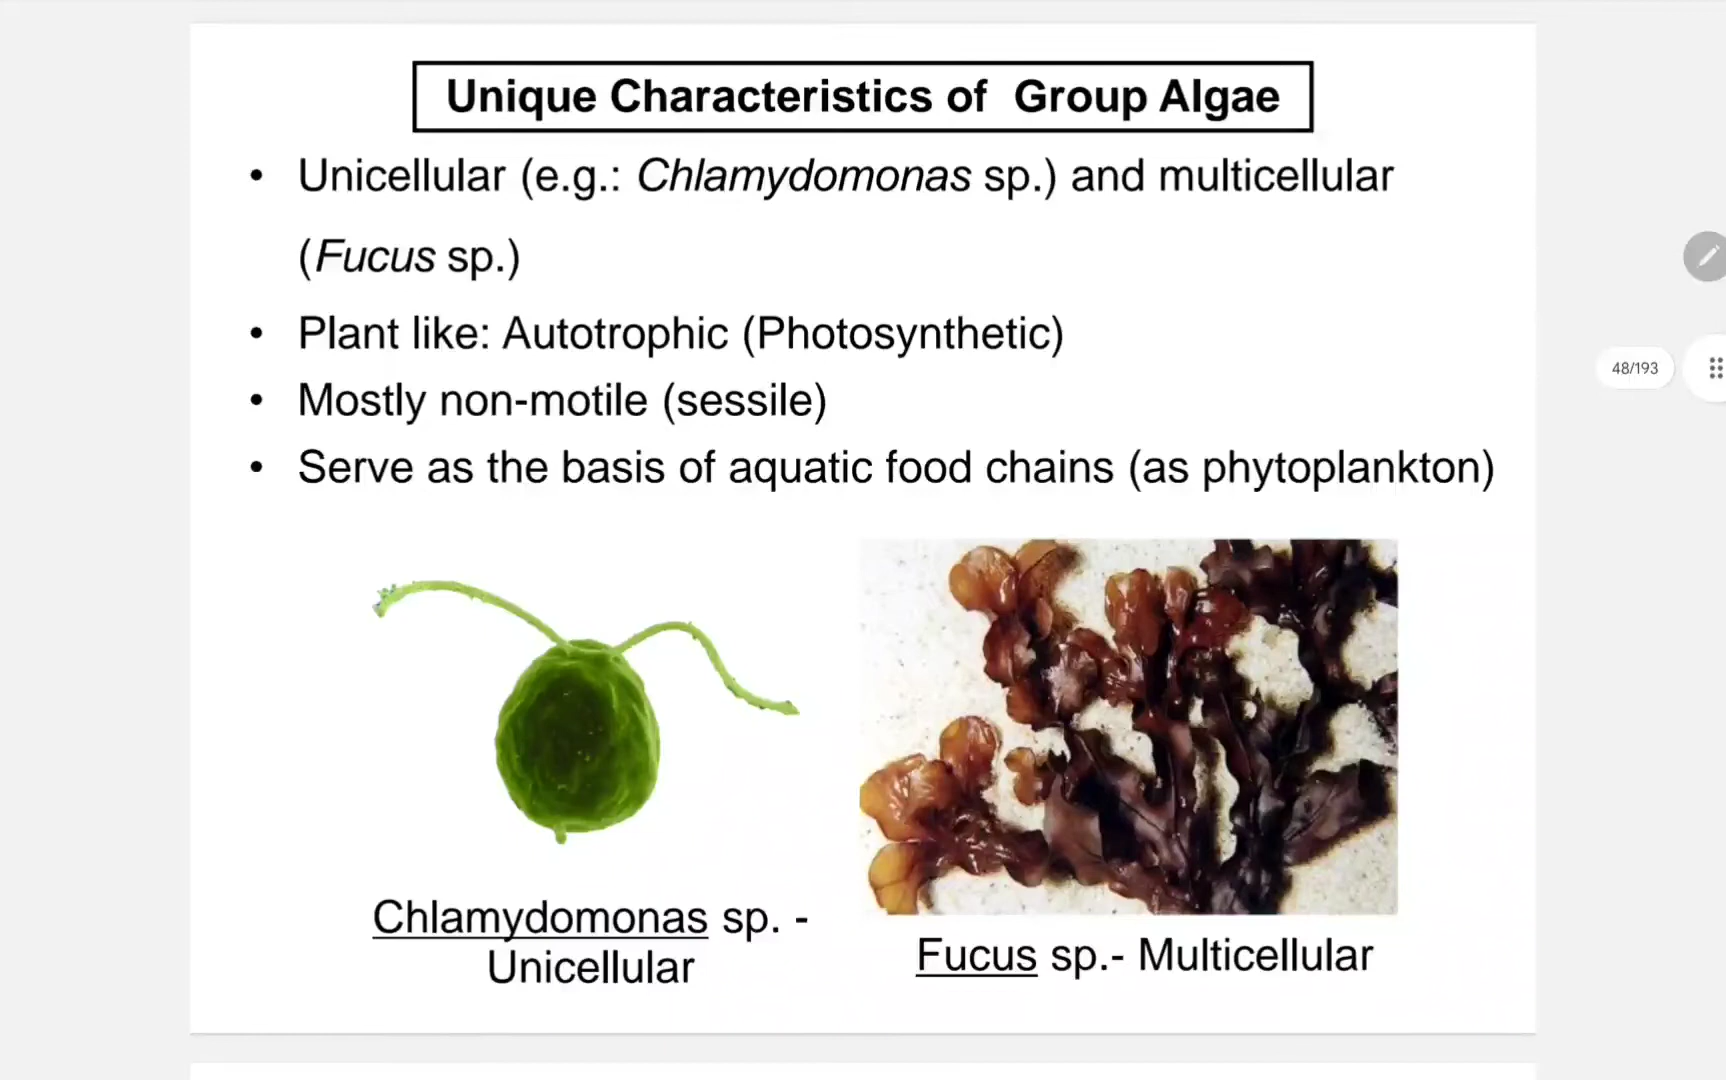 Unique Characteristics of Group Algae
• Unicellular (e.g.: Chlamydomonas sp.) and multicellular
(Fucus sp.)
• Plant like: Autotrophic (Photosynthetic)
48/193
• Mostly non-motile (sessile)
• Serve as the basis of aquatic food chains (as phytoplankton)
Chlamydomonas sp. -
Unicellular
Fucus sp.- Multicellular